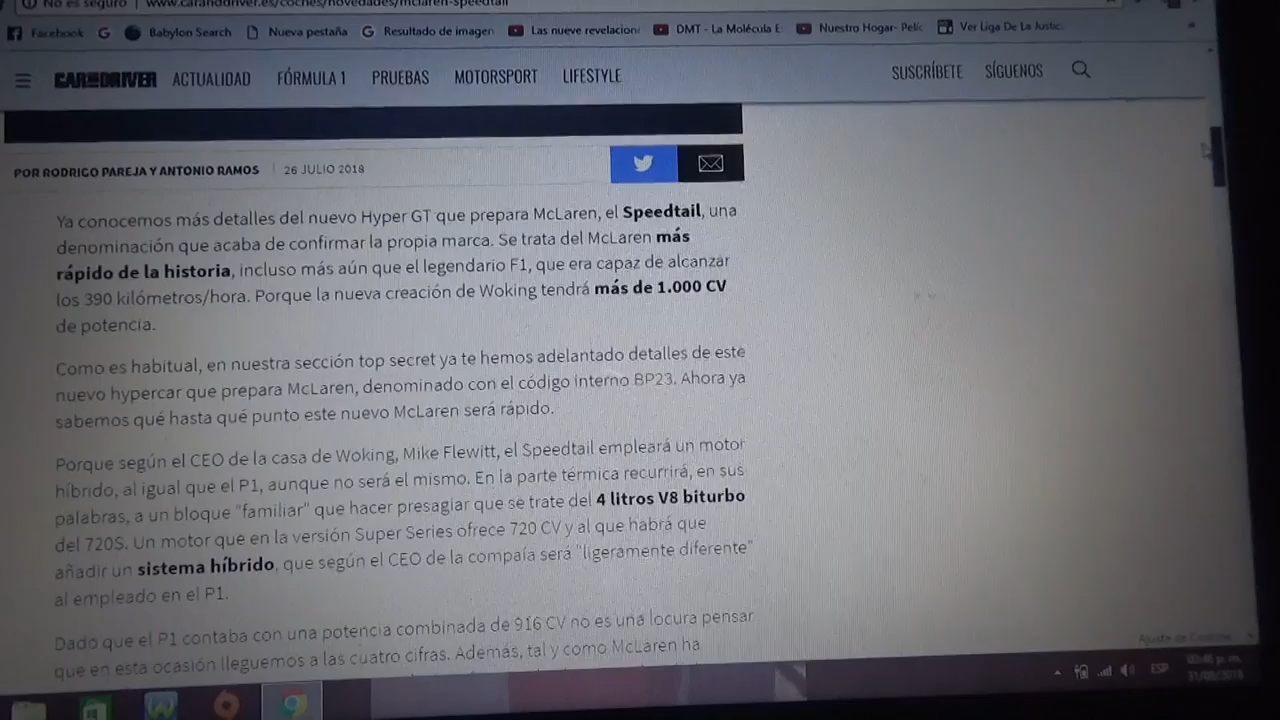 No es seguro | www.caranddriver.es/coches/novedades/mclaren-speedtail
Facebook Babylon Search Nueva pestaña Resultado de imagen Las nueve revelacion DMT - La Molécula E Nuestro Hogar- Pelíc Ver Liga De La Justic
CAR AND DRIVER ACTUALIDAD FÓRMULA 1 PRUEBAS MOTORSPORT LIFESTYLE SUSCRÍBETE SÍGUENOS
POR RODRIGO PAREJA Y ANTONIO RAMOS | 26 JULIO 2018
Ya conocemos más detalles del nuevo Hyper GT que prepara McLaren, el Speedtail, una
denominación que acaba de confirmar la propia marca. Se trata del McLaren más
rápido de la historia, incluso más aún que el legendario F1, que era capaz de alcanzar
los 390 kilómetros/hora. Porque la nueva creación de Woking tendrá más de 1.000 CV
de potencia.
Como es habitual, en nuestra sección top secret ya te hemos adelantado detalles de este
nuevo hypercar que prepara McLaren, denominado con el código interno BP23. Ahora ya
sabemos qué hasta qué punto este nuevo McLaren será rápido.
Porque según el CEO de la casa de Woking, Mike Flewitt, el Speedtail empleará un motor
híbrido, al igual que el P1, aunque no será el mismo. En la parte térmica recurrirá, en sus
palabras, a un bloque "familiar" que hacer presagiar que se trate del 4 litros V8 biturbo
del 720S. Un motor que en la versión Super Series ofrece 720 CV y al que habrá que
añadir un sistema híbrido, que según el CEO de la compaía será "ligeramente diferente"
al empleado en el P1.
Dado que el P1 contaba con una potencia combinada de 916 CV no es una locura pensar
que en esta ocasión lleguemos a las cuatro cifras. Además, tal y como McLaren ha
Ajuste de
ESP
03:46 p. m.
31/08/2018